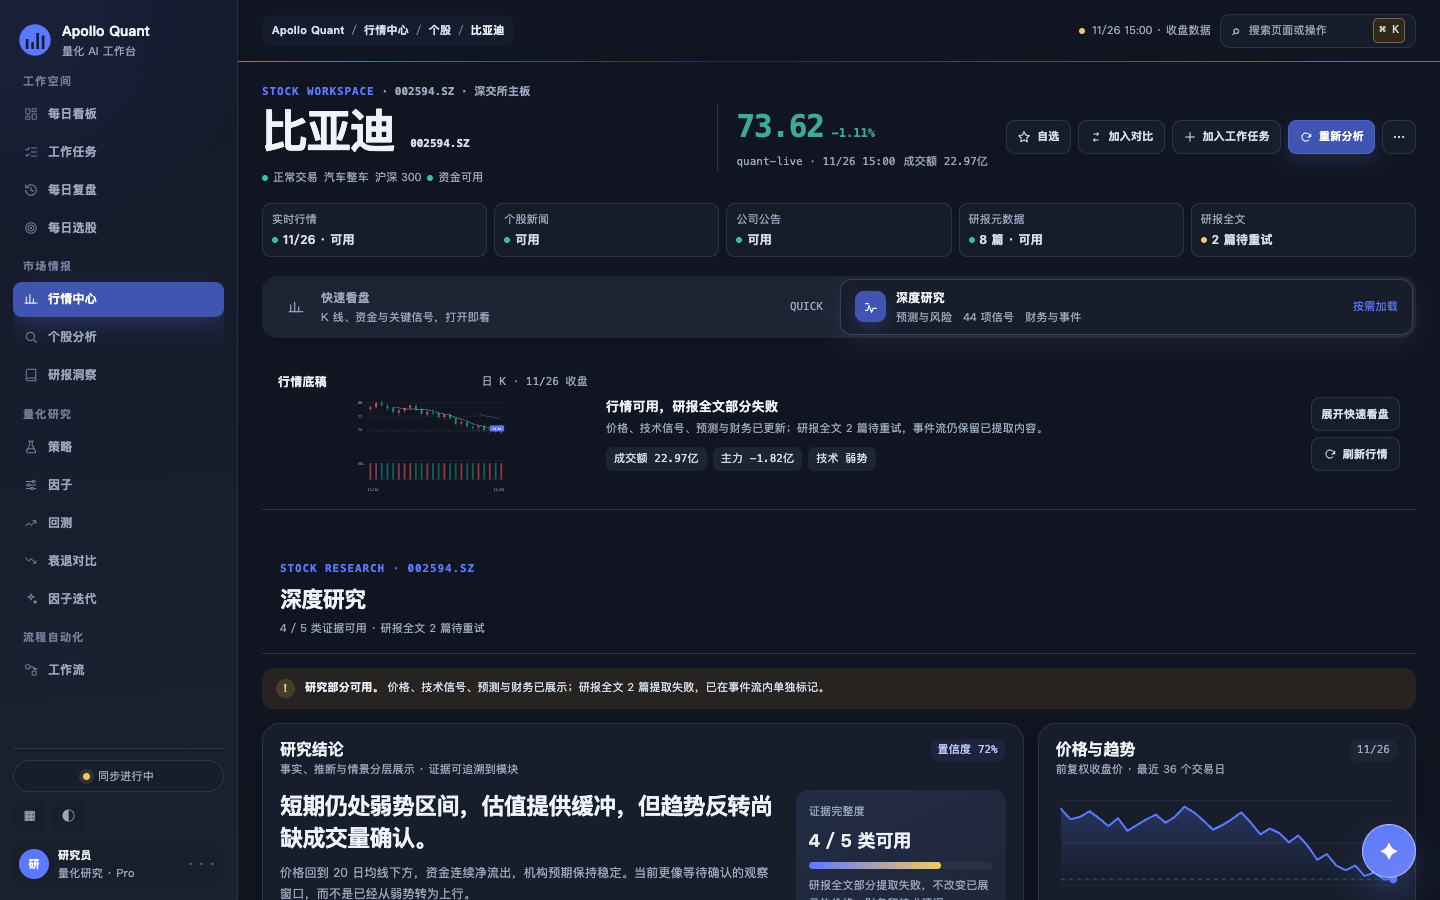 Apollo Quant
量化 AI 工作台
工作空间
每日看板
工作任务
每日复盘
每日选股
市场情报
行情中心
个股分析
研报洞察
量化研究
策略
因子
回测
衰退对比
因子迭代
流程自动化
工作流
同步进行中
研
研究员
量化研究 · Pro
Apollo Quant / 行情中心 / 个股 / 比亚迪
11/26 15:00 · 收盘数据
搜索页面或操作
⌘ K
STOCK WORKSPACE · 002594.SZ · 深交所主板
比亚迪 002594.SZ
正常交易 汽车整车 沪深 300 资金可用
73.62 -1.11%
quant-live · 11/26 15:00 成交额 22.97亿
自选
加入对比
加入工作任务
重新分析
实时行情
11/26 · 可用
个股新闻
可用
公司公告
可用
研报元数据
8 篇 · 可用
研报全文
2 篇待重试
快速看盘
K 线、资金与关键信号，打开即看
QUICK
深度研究
预测与风险 44 项信号 财务与事件
按需加载
行情底稿
日 K · 11/26 收盘
行情可用，研报全文部分失败
价格、技术信号、预测与财务已更新；研报全文 2 篇待重试，事件流仍保留已提取内容。
成交额 22.97亿
主力 -1.82亿
技术 弱势
展开快速看盘
刷新行情
STOCK RESEARCH · 002594.SZ
深度研究
4 / 5 类证据可用 · 研报全文 2 篇待重试
! 研究部分可用。 价格、技术信号、预测与财务已展示；研报全文 2 篇提取失败，已在事件流内单独标记。
研究结论
事实、推断与情景分层展示 · 证据可追溯到模块
置信度 72%
短期仍处弱势区间，估值提供缓冲，但趋势反转尚
缺成交量确认。
价格回到 20 日均线下方，资金连续净流出，机构预期保持稳定。当前更像等待确认的观察
窗口，而不是已经从弱势转为上行。
证据完整度
4 / 5 类可用
研报全文部分提取失败，不改变已展
价格与趋势
11/26
前复权收盘价 · 最近 36 个交易日